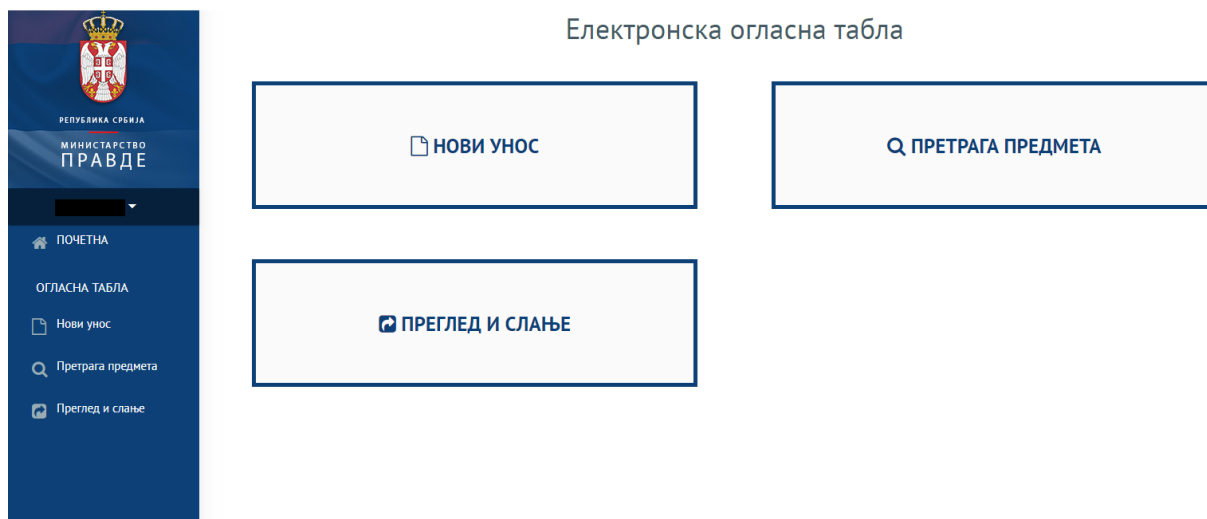 РЕПУБЛИКА СРБИЈА
МИНИСТАРСТВО
ПРАВДЕ
ПОЧЕТНА
ОГЛАСНА ТАБЛА
Нови унос
Претрага предмета
Преглед и слање
Електронска огласна табла
НОВИ УНОС
ПРЕТРАГА ПРЕДМЕТА
ПРЕГЛЕД И СЛАЊЕ